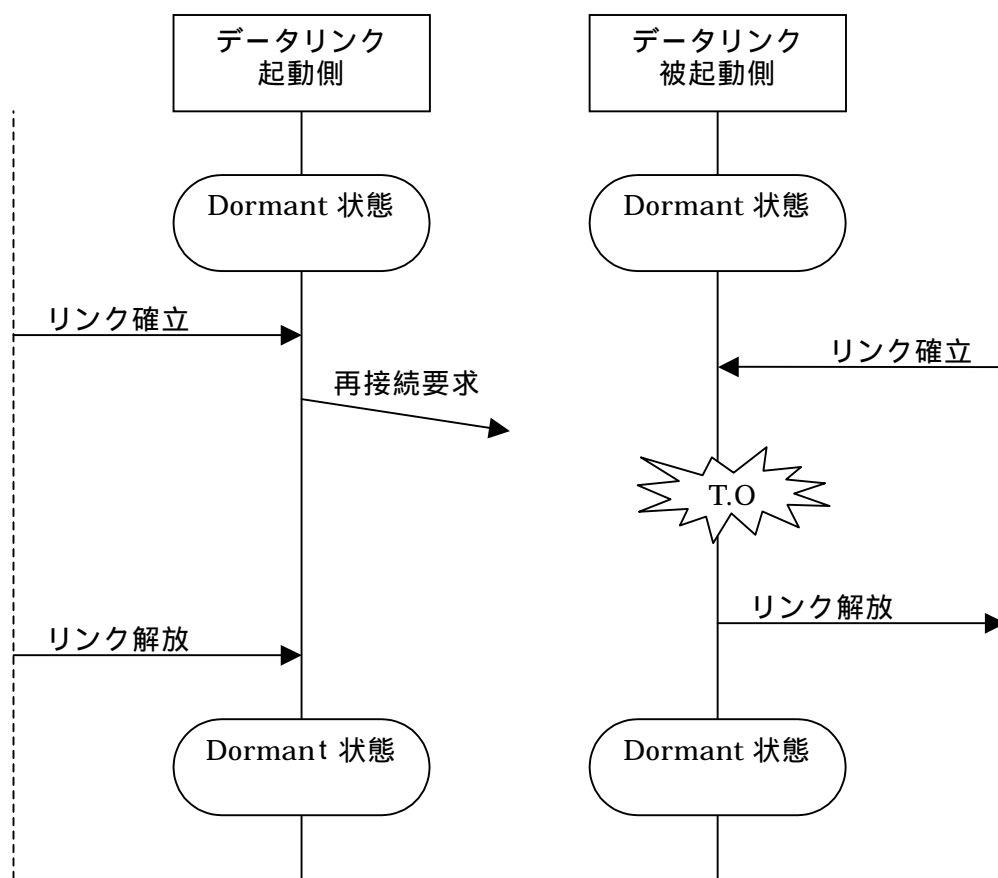 データリンク
起動側
データリンク
被起動側
Dormant 状態
Dormant 状態
リンク確立
リンク確立
再接続要求
T.O
リンク解放
リンク解放
Dormant 状態
Dormant 状態